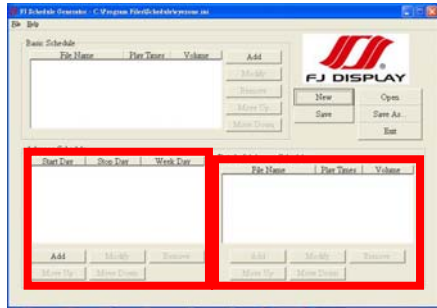 FJ Schedule Generator - C:\Program Files\Schedule\eyezone.ini
File Help
Basic Schedule
File Name Play Times Volume
Add
Modify
Remove
Move Up
Move Down
FJ DISPLAY
New Open
Save Save As...
Exit
Start Day Stop Day Week Day
Add Modify Remove
Move Up Move Down
File Name Play Times Volume
Add Modify Remove
Move Up Move Down